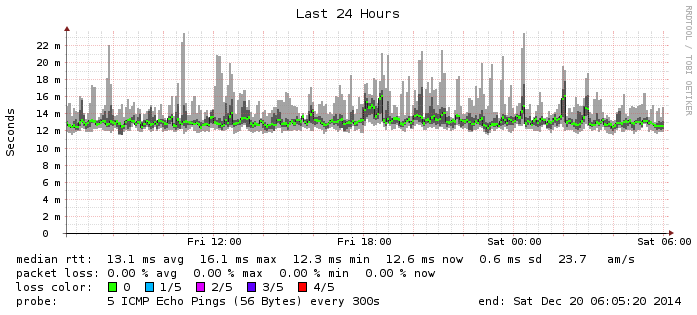 Last 24 Hours
RRDTOOL / TOBI OETIKER
Seconds
22 m
20 m
18 m
16 m
14 m
12 m
10 m
8 m
6 m
4 m
2 m
0
Fri 12:00 Fri 18:00 Sat 00:00 Sat 06:00
median rtt: 13.1 ms avg 16.1 ms max 12.3 ms min 12.6 ms now 0.6 ms sd 23.7 am/s
packet loss: 0.00 % avg 0.00 % max 0.00 % min 0.00 % now
loss color: 0 1/5 2/5 3/5 4/5
probe: 5 ICMP Echo Pings (56 Bytes) every 300s end: Sat Dec 20 06:05:20 2014